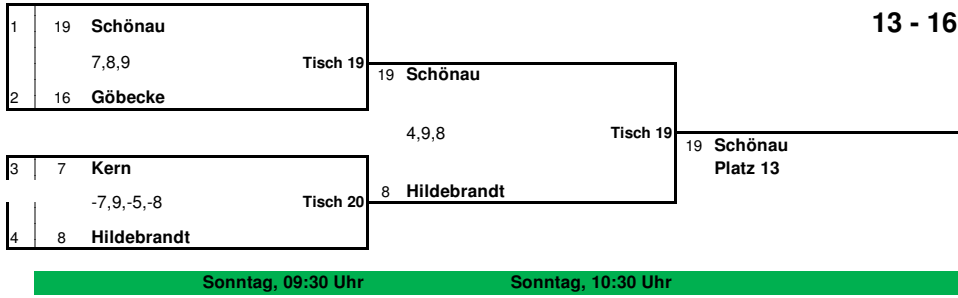 13 - 16
1 19 Schönau
7,8,9 Tisch 19
2 16 Göbecke
19 Schönau
4,9,8 Tisch 19
8 Hildebrandt
19 Schönau
Platz 13
3 7 Kern
-7,9,-5,-8 Tisch 20
4 8 Hildebrandt
Sonntag, 09:30 Uhr Sonntag, 10:30 Uhr